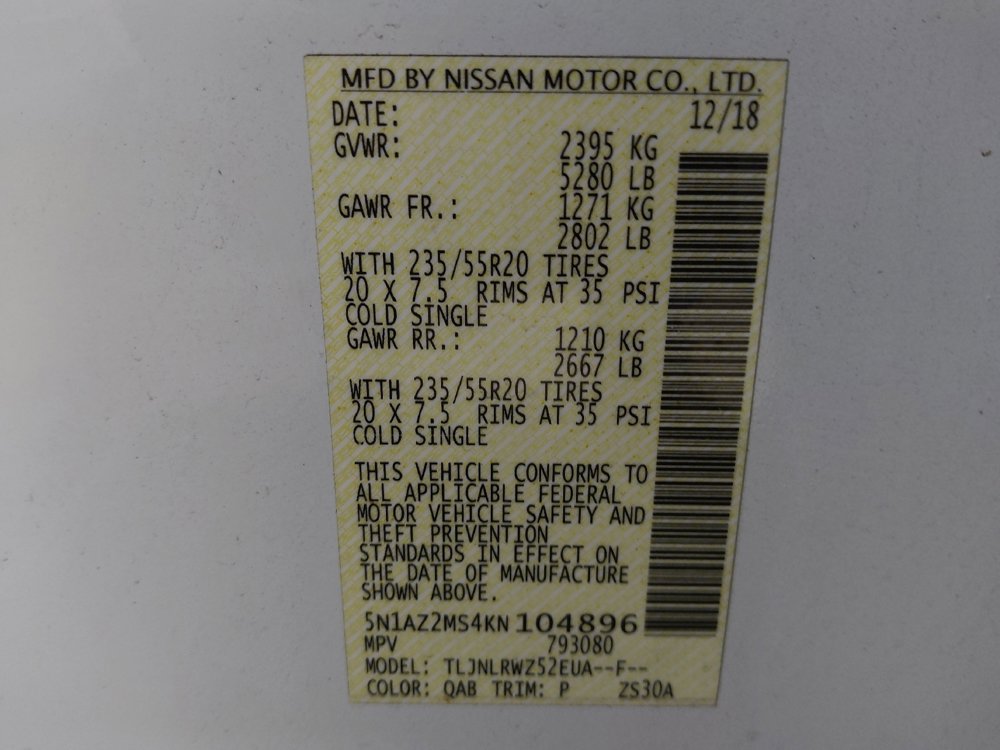 MFD BY NISSAN MOTOR CO., LTD.
DATE: 12/18
GVWR: 2395 KG
5280 LB
GAWR FR.: 1271 KG
2802 LB
WITH 235/55R20 TIRES
20 X 7.5 RIMS AT 35 PSI
COLD SINGLE
GAWR RR.: 1210 KG
2667 LB
WITH 235/55R20 TIRES
20 X 7.5 RIMS AT 35 PSI
COLD SINGLE
THIS VEHICLE CONFORMS TO
ALL APPLICABLE FEDERAL
MOTOR VEHICLE SAFETY AND
THEFT PREVENTION
STANDARDS IN EFFECT ON
THE DATE OF MANUFACTURE
SHOWN ABOVE.
5N1AZ2MS4KN104896
MPV 793080
MODEL: TLJNLRWZ52EUA--F--
COLOR: QAB TRIM: P ZS30A